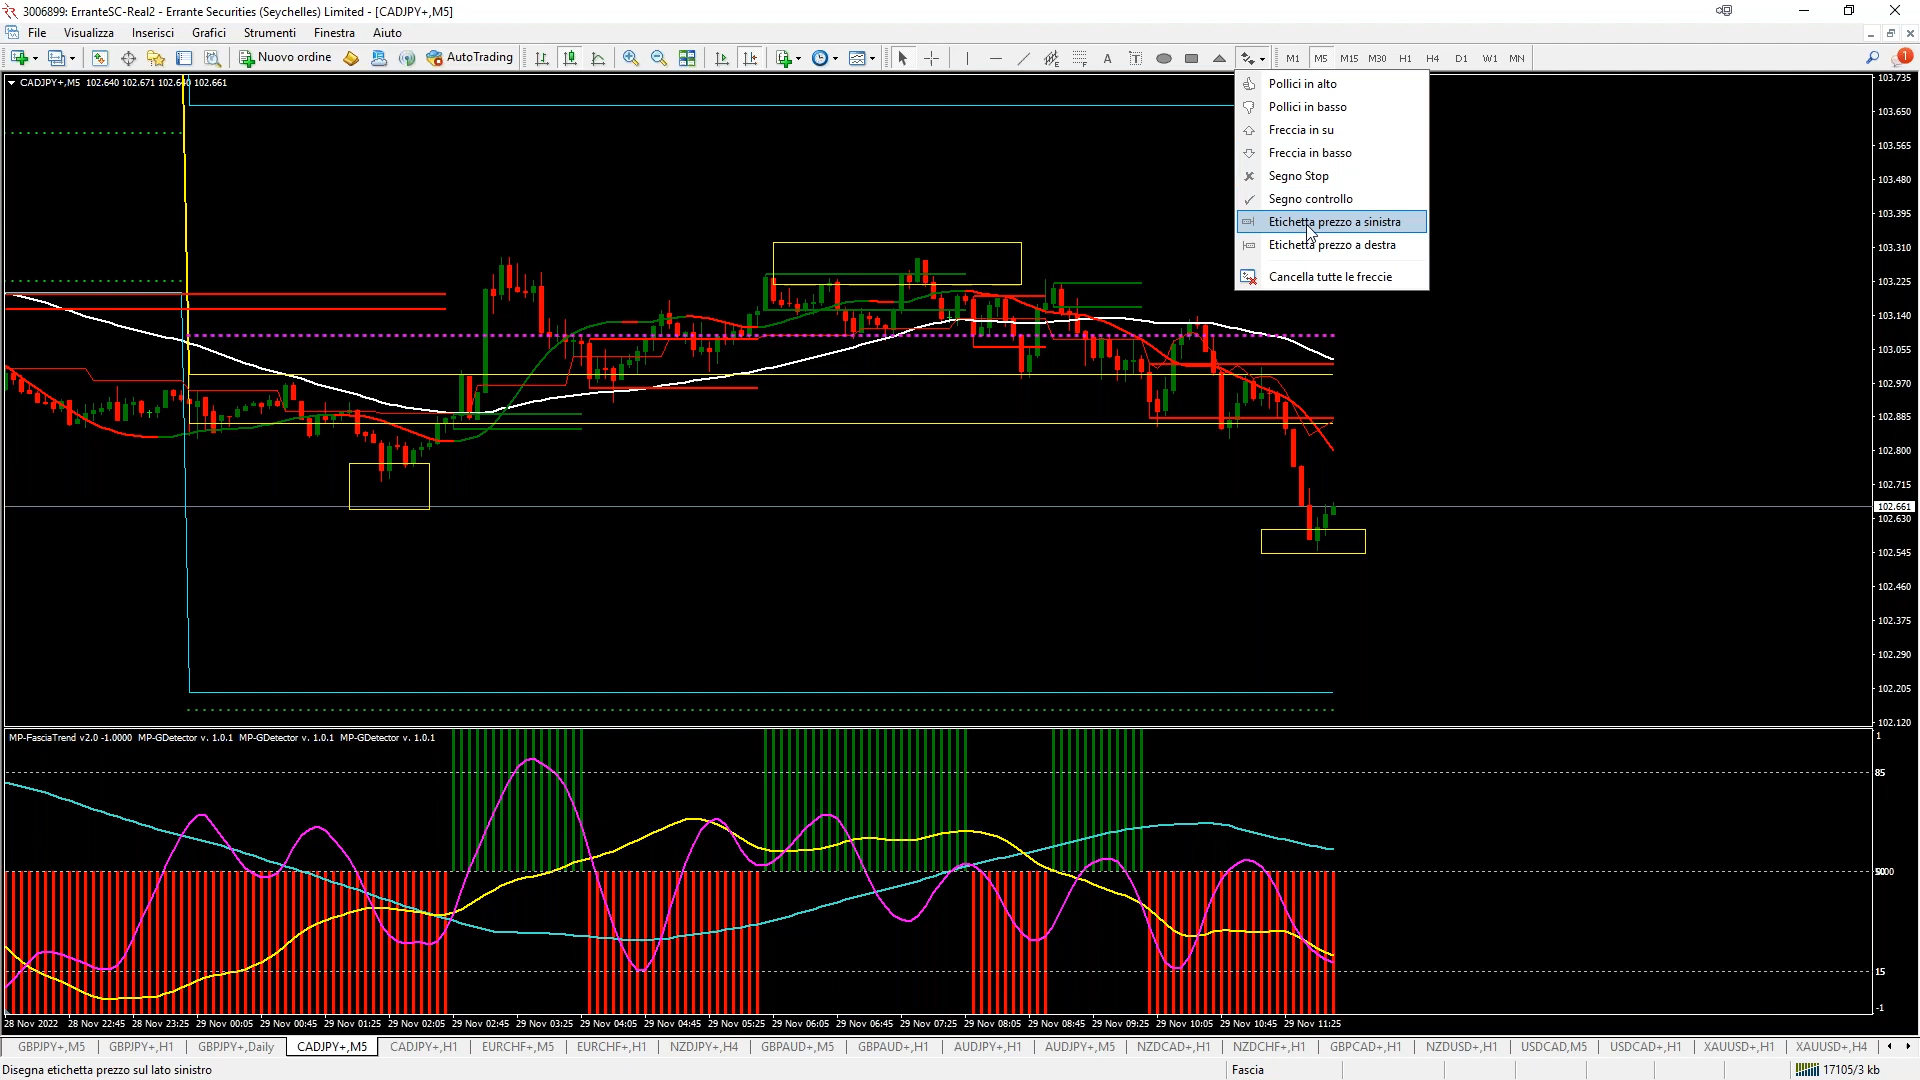 3006899: ErranteSC-Real2 - Errante Securities (Seychelles) Limited - [CADJPY+,M5]
File Visualizza Inserisci Grafici Strumenti Finestra Aiuto
Nuovo ordine AutoTrading A T M1 M5 M15 M30 H1 H4 D1 W1 MN 1
CADJPY+,M5 102.640 102.671 102.640 102.661
Pollici in alto
Pollici in basso
Freccia in su
Freccia in basso
Segno Stop
Segno controllo
Etichetta prezzo a sinistra
Etichetta prezzo a destra
Cancella tutte le freccie
103.735
103.650
103.565
103.480
103.395
103.310
103.225
103.140
103.055
102.970
102.885
102.800
102.715
102.661
102.630
102.545
102.460
102.375
102.290
102.205
102.120
MP-FasciaTrend v2.0 -1.0000 MP-GDetector v. 1.0.1 MP-GDetector v. 1.0.1 MP-GDetector v. 1.0.1
1
85
15
-1
28 Nov 2022 28 Nov 22:45 28 Nov 23:25 29 Nov 00:05 29 Nov 00:45 29 Nov 01:25 29 Nov 02:05 29 Nov 02:45 29 Nov 03:25 29 Nov 04:05 29 Nov 04:45 29 Nov 05:25 29 Nov 06:05 29 Nov 06:45 29 Nov 07:25 29 Nov 08:05 29 Nov 08:45 29 Nov 09:25 29 Nov 10:05 29 Nov 10:45 29 Nov 11:25
GBPJPY+,M5 GBPJPY+,H1 GBPJPY+,Daily CADJPY+,M5 CADJPY+,H1 EURCHF+,M5 EURCHF+,H1 NZDJPY+,H4 GBPAUD+,M5 GBPAUD+,H1 AUDJPY+,H1 AUDJPY+,M5 NZDCAD+,H1 NZDCHF+,H1 GBPCAD+,H1 NZDUSD+,H1 USDCAD,M5 USDCAD+,H1 XAUUSD+,H1 XAUUSD+,H4
Disegna etichetta prezzo sul lato sinistro Fascia 17105/3 kb